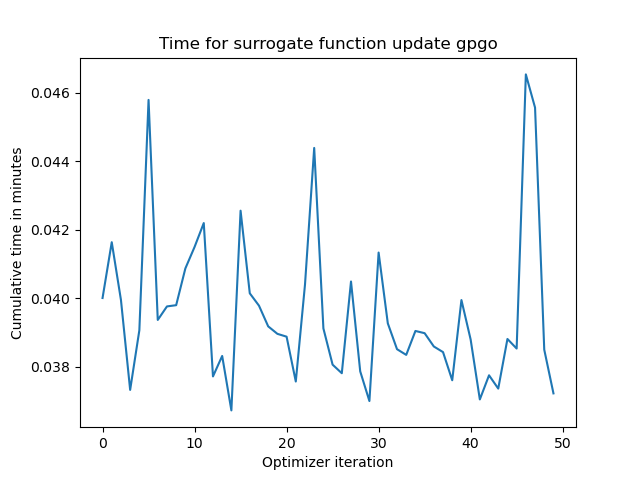 Time for surrogate function update gpgo
Cumulative time in minutes
0.046
0.044
0.042
0.040
0.038
0 10 20 30 40 50
Optimizer iteration